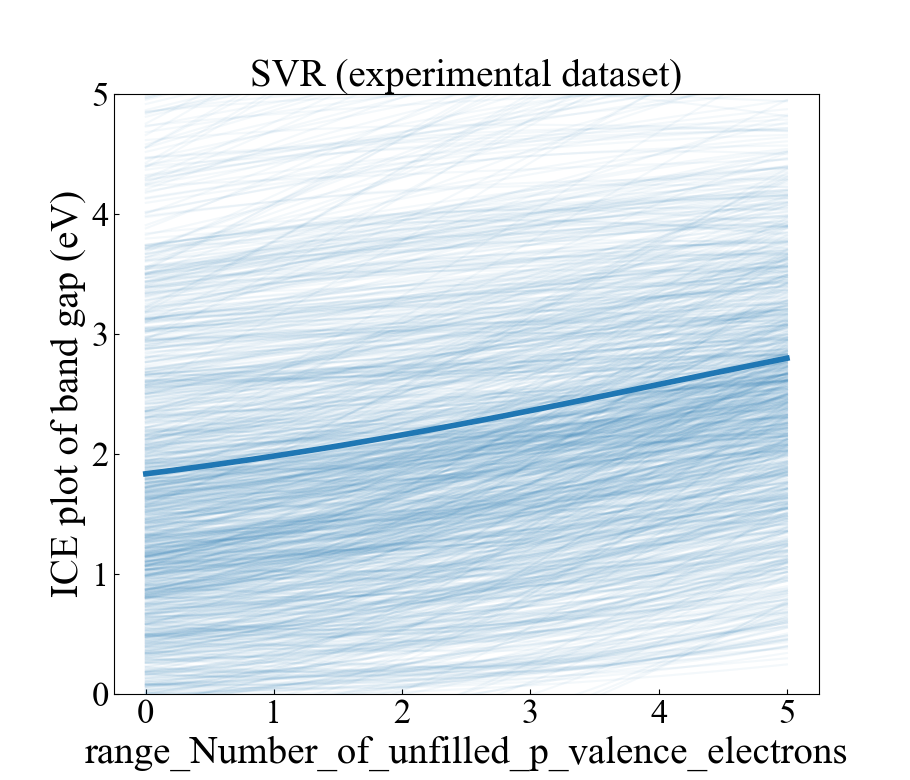 SVR (experimental dataset)
ICE plot of band gap (eV)
5
4
3
2
1
0
0 1 2 3 4 5
range_Number_of_unfilled_p_valence_electrons